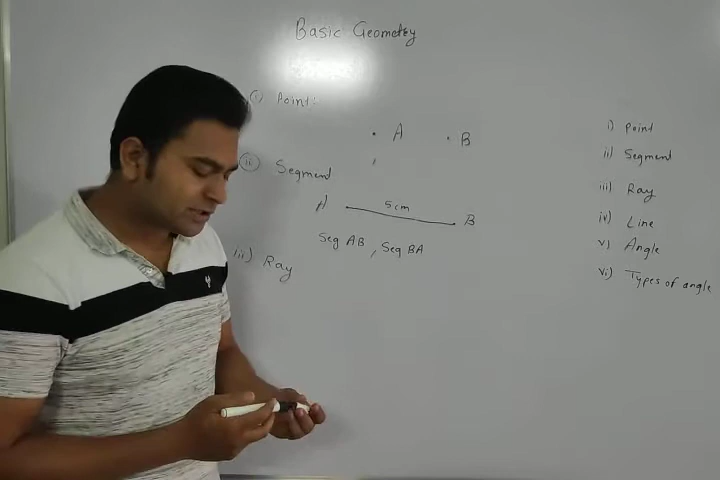 Basic Geometry
(i) Point:
A B
(ii) Segment
A 5cm B
Seg AB, Seg BA
iii) Ray
i) Point
ii) Segment
iii) Ray
iv) Line
v) Angle
vi) Types of angle